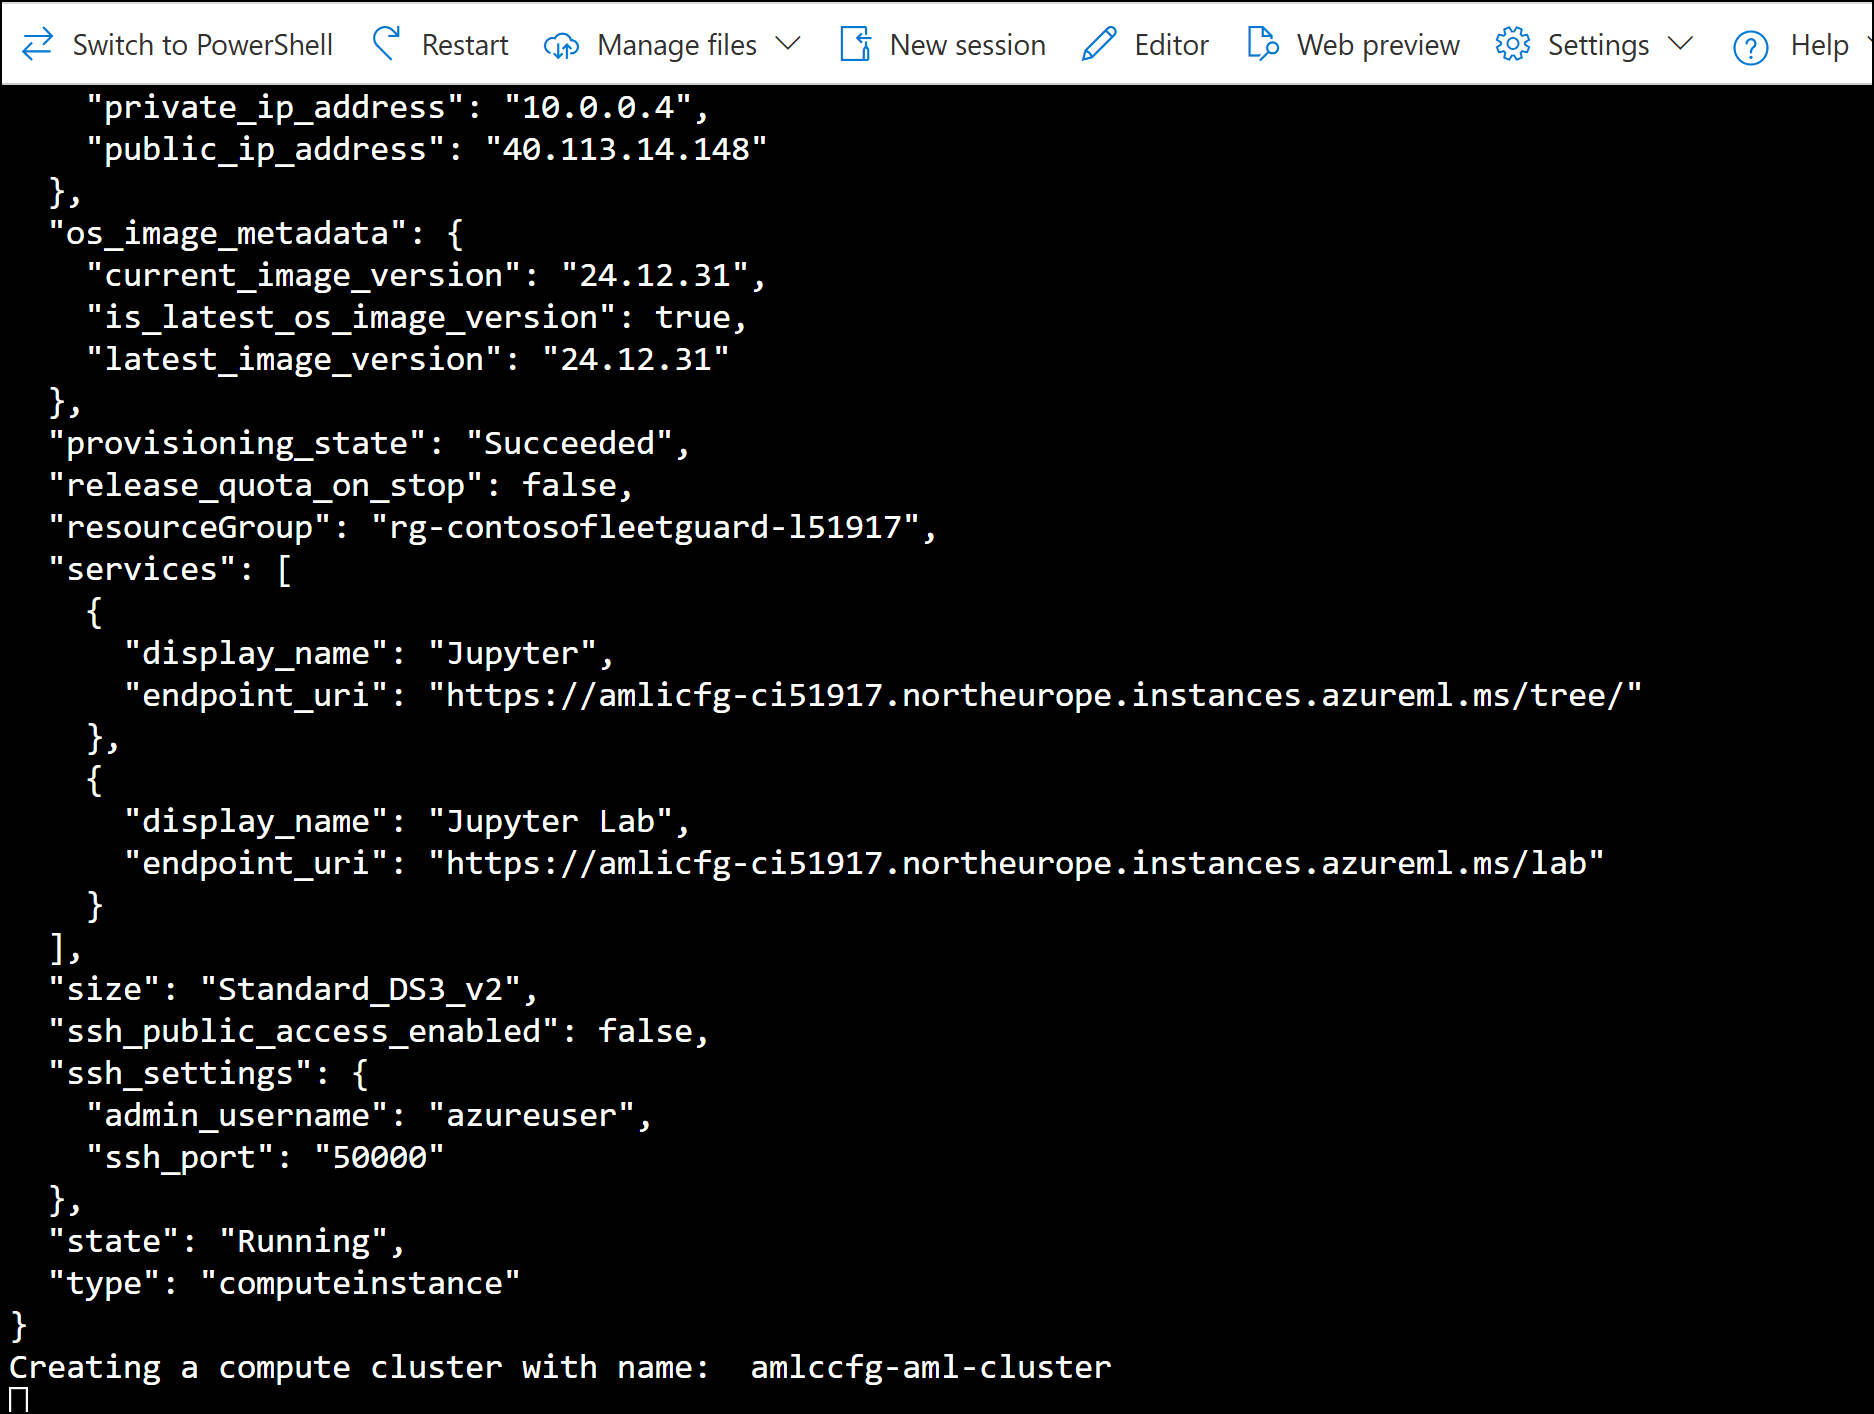 Switch to PowerShell Restart Manage files New session Editor Web preview Settings Help
"private_ip_address": "10.0.0.4",
"public_ip_address": "40.113.14.148"
},
"os_image_metadata": {
"current_image_version": "24.12.31",
"is_latest_os_image_version": true,
"latest_image_version": "24.12.31"
},
"provisioning_state": "Succeeded",
"release_quota_on_stop": false,
"resourceGroup": "rg-contosofleetguard-l51917",
"services": [
{
"display_name": "Jupyter",
"endpoint_uri": "https://amlicfg-ci51917.northeurope.instances.azureml.ms/tree/"
},
{
"display_name": "Jupyter Lab",
"endpoint_uri": "https://amlicfg-ci51917.northeurope.instances.azureml.ms/lab"
}
],
"size": "Standard_DS3_v2",
"ssh_public_access_enabled": false,
"ssh_settings": {
"admin_username": "azureuser",
"ssh_port": "50000"
},
"state": "Running",
"type": "computeinstance"
}
Creating a compute cluster with name:  amlccfg-aml-cluster